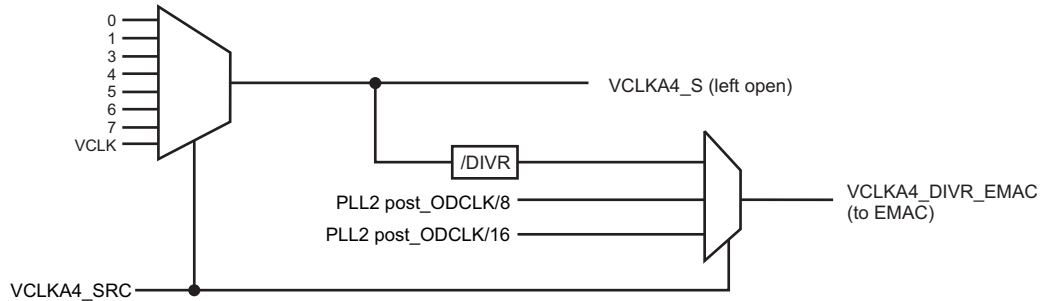 0
1
3
4
5
6
7
VCLK
VCLKA4_S (left open)
/DIVR
PLL2 post_ODCLK/8
PLL2 post_ODCLK/16
VCLKA4_DIVR_EMAC
(to EMAC)
VCLKA4_SRC